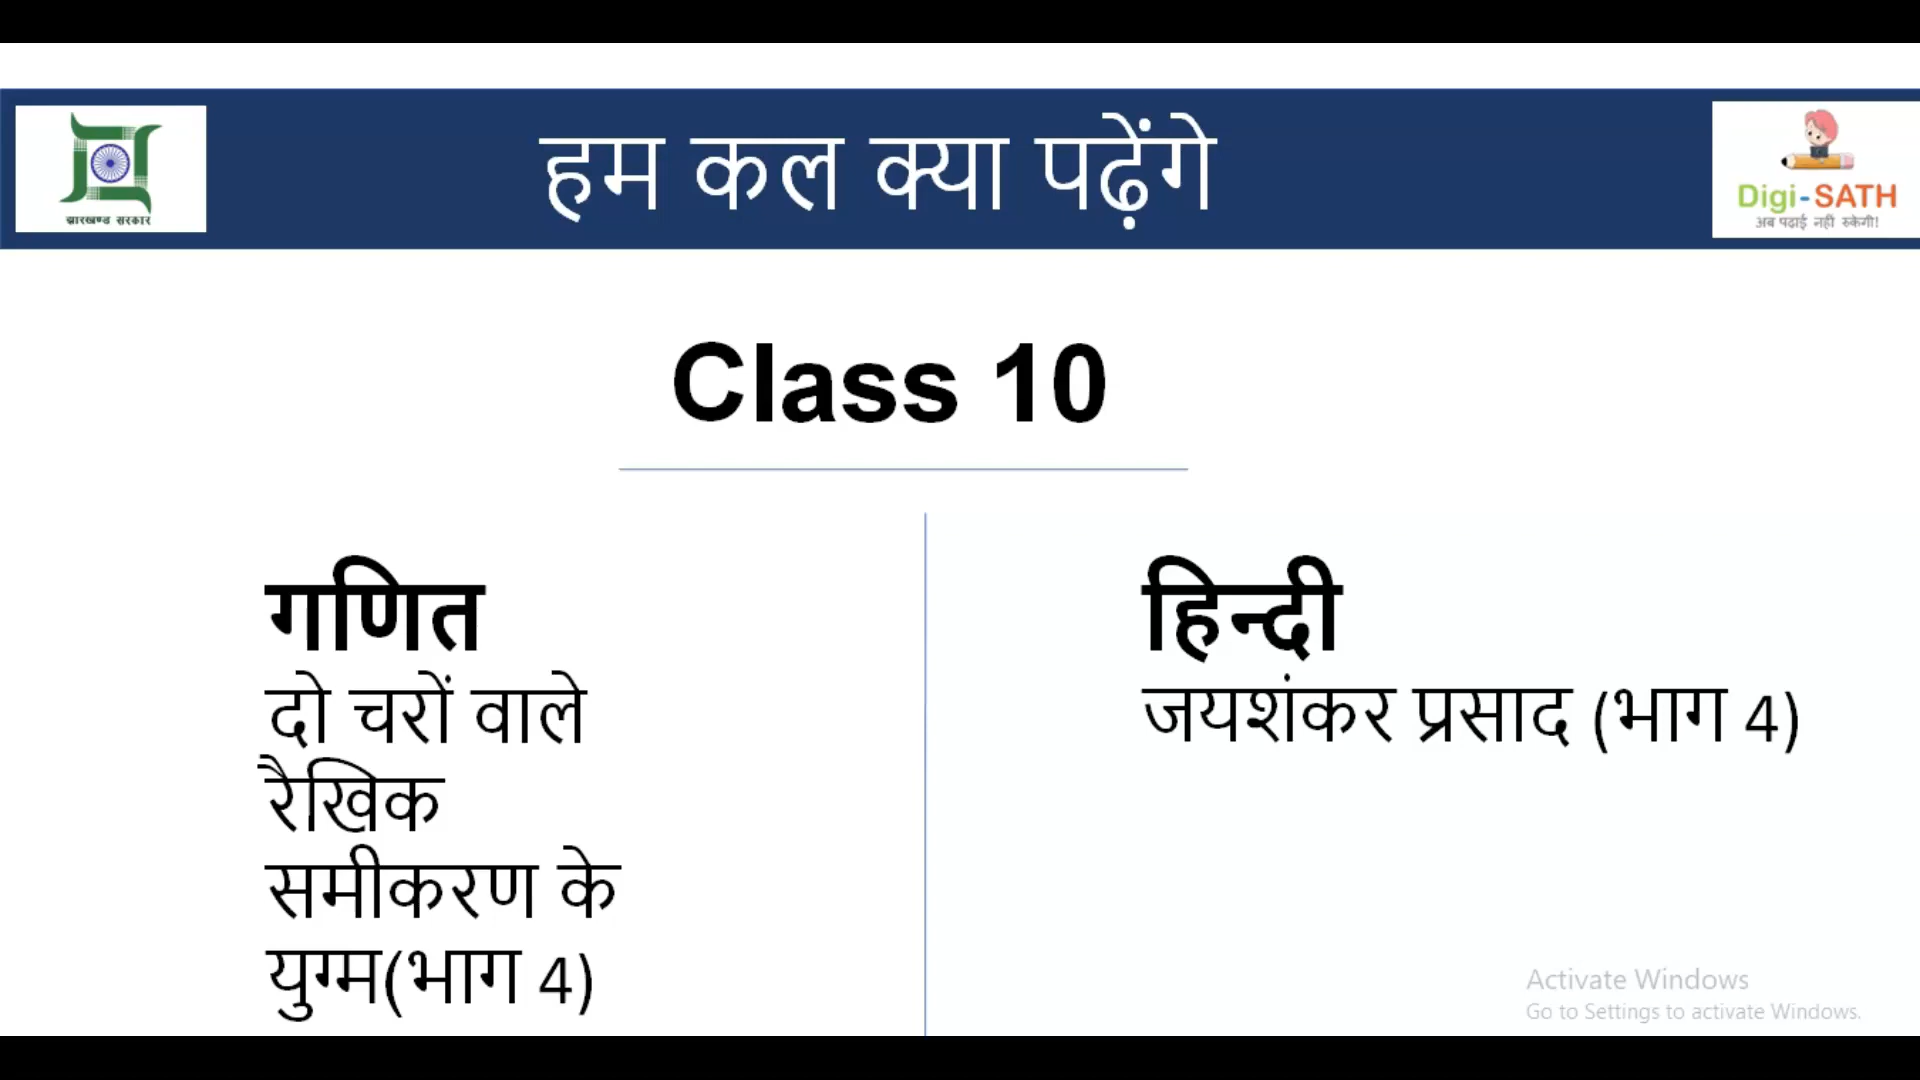 हम कल क्या पढ़ेंगे
झारखण्ड सरकार
Digi-SATH
अब पढाई नहीं रुकेगी!
Class 10
गणित
दो चरों वाले
रैखिक
समीकरण के
युग्म(भाग 4)
हिन्दी
जयशंकर प्रसाद (भाग 4)
Activate Windows
Go to Settings to activate Windows.